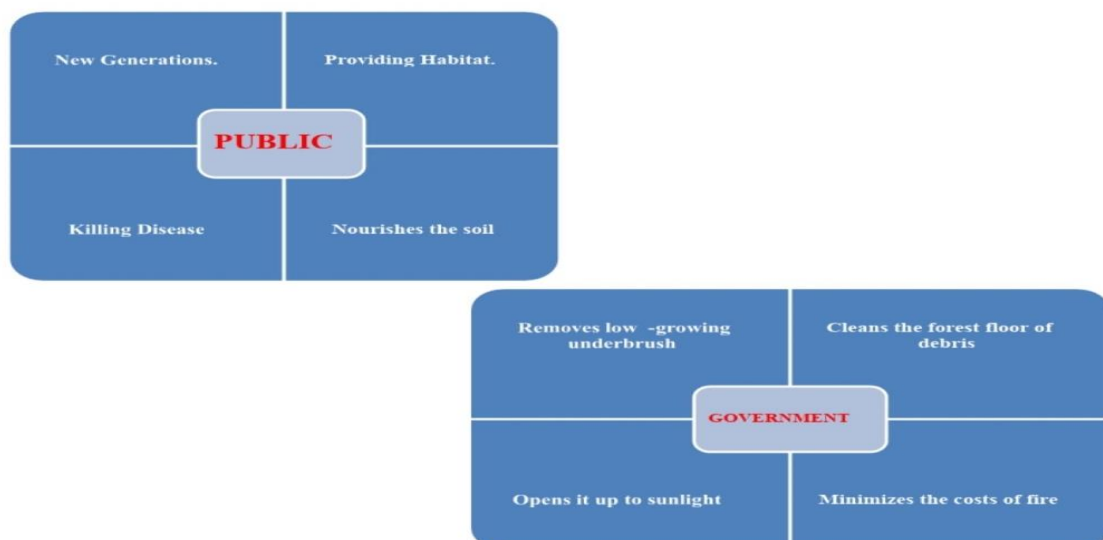 New Generations.
Providing Habitat.
PUBLIC
Killing Disease
Nourishes the soil
Removes low -growing
underbrush
Cleans the forest floor of
debris
GOVERNMENT
Opens it up to sunlight
Minimizes the costs of fire